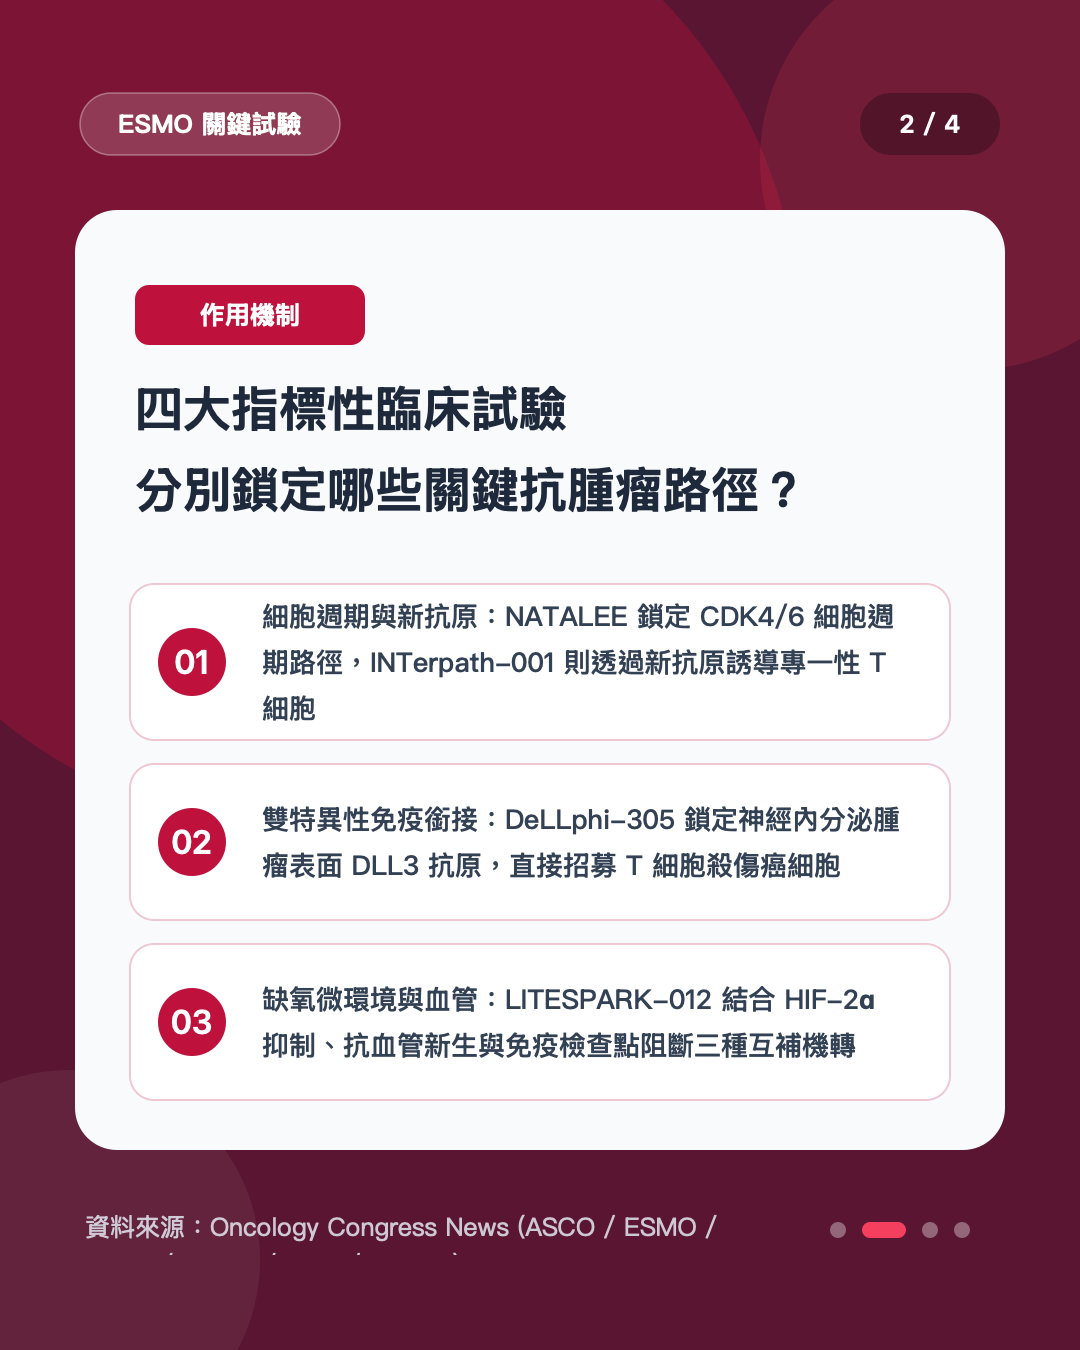 ESMO 關鍵試驗
2 / 4
作用機制
四大指標性臨床試驗
分別鎖定哪些關鍵抗腫瘤路徑？
01
細胞週期與新抗原：NATALEE 鎖定 CDK4/6 細胞週
期路徑，INTerpath-001 則透過新抗原誘導專一性 T
細胞
02
雙特異性免疫銜接：DeLLphi-305 鎖定神經內分泌腫
瘤表面 DLL3 抗原，直接招募 T 細胞殺傷癌細胞
03
缺氧微環境與血管：LITESPARK-012 結合 HIF-2α
抑制、抗血管新生與免疫檢查點阻斷三種互補機轉
資料來源：Oncology Congress News (ASCO / ESMO /